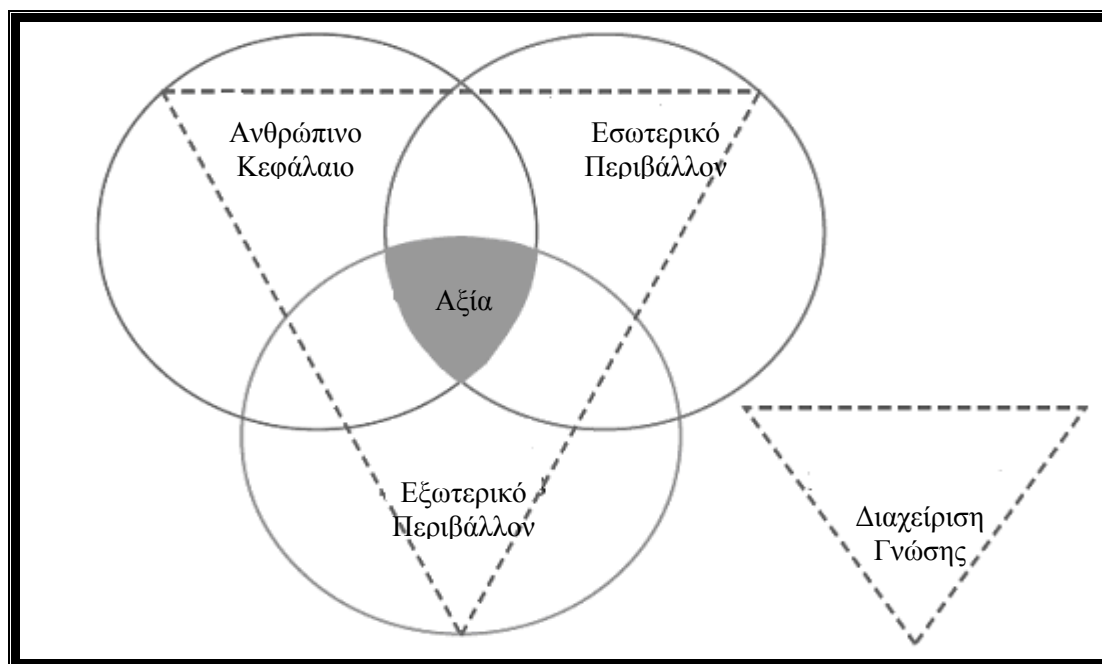 Ανθρώπινο
Κεφάλαιο
Εσωτερικό
Περιβάλλον
Αξία
Εξωτερικό
Περιβάλλον
Διαχείριση
Γνώσης